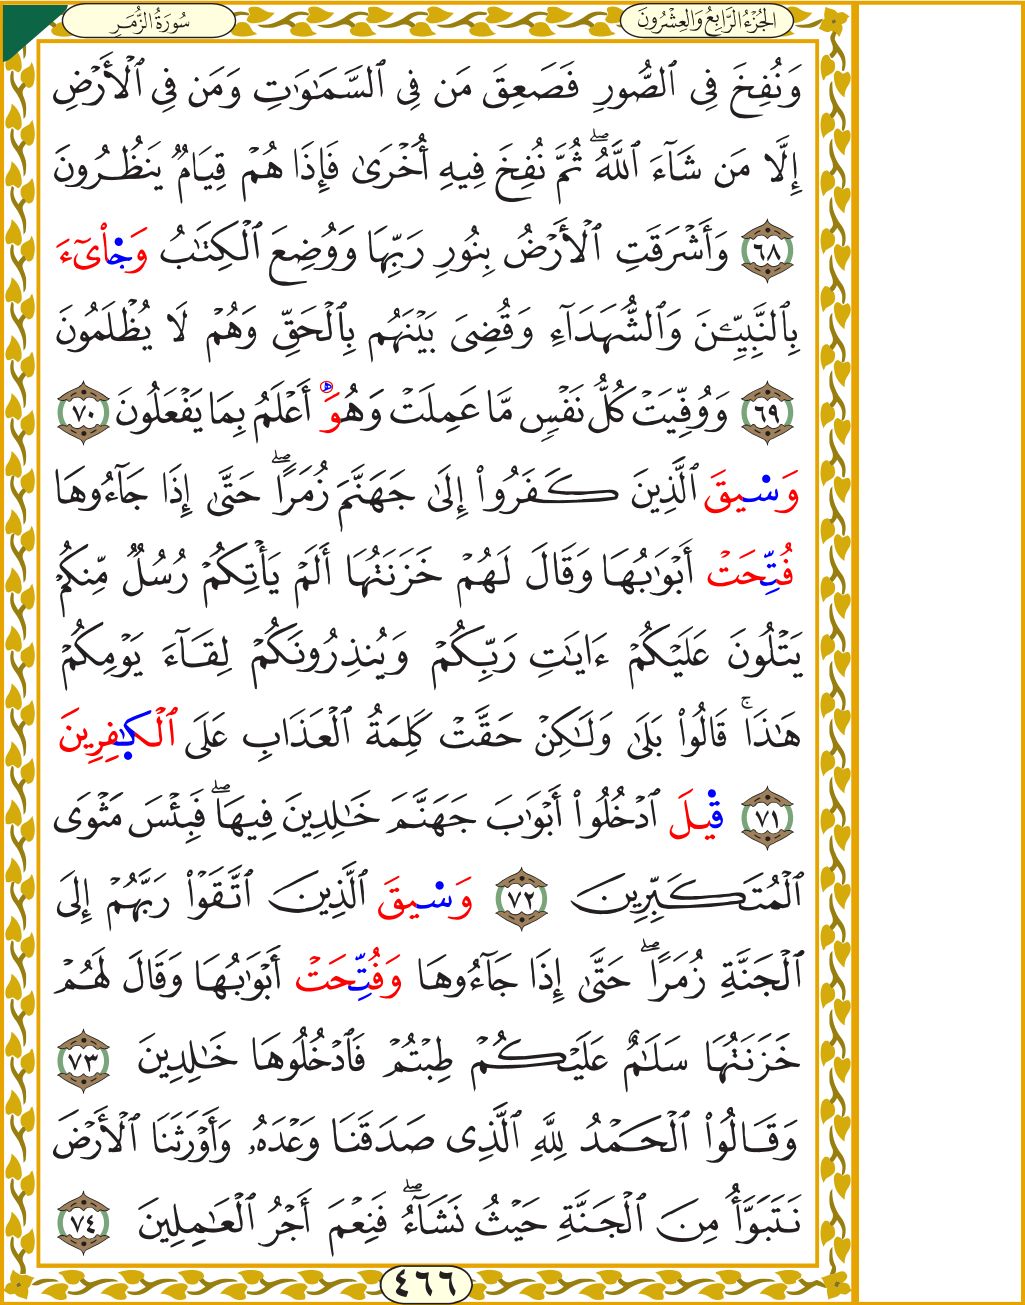 سُورَةُ الزُّمَرِ
الجُزْءُ الرَّابِعُ وَالعِشْرُونَ
وَنُفِخَ فِي ٱلصُّورِ فَصَعِقَ مَن فِي ٱلسَّمَٰوَٰتِ وَمَن فِي ٱلْأَرْضِ
إِلَّا مَن شَآءَ ٱللَّهُۖ ثُمَّ نُفِخَ فِيهِ أُخْرَىٰ فَإِذَا هُمْ قِيَامٌ يَنظُرُونَ
٦٨ وَأَشْرَقَتِ ٱلْأَرْضُ بِنُورِ رَبِّهَا وَوُضِعَ ٱلْكِتَٰبُ وَجِا۟يٓءَ
بِٱلنَّبِيِّـۧنَ وَٱلشُّهَدَآءِ وَقُضِيَ بَيْنَهُم بِٱلْحَقِّ وَهُمْ لَا يُظْلَمُونَ
٦٩ وَوُفِّيَتْ كُلُّ نَفْسٍ مَّا عَمِلَتْ وَهُوَ أَعْلَمُ بِمَا يَفْعَلُونَ ٧٠
وَسِيقَ ٱلَّذِينَ كَفَرُوٓا۟ إِلَىٰ جَهَنَّمَ زُمَرًاۖ حَتَّىٰٓ إِذَا جَآءُوهَا
فُتِّحَتْ أَبْوَٰبُهَا وَقَالَ لَهُمْ خَزَنَتُهَآ أَلَمْ يَأْتِكُمْ رُسُلٌ مِّنكُمْ
يَتْلُونَ عَلَيْكُمْ ءَايَٰتِ رَبِّكُمْ وَيُنذِرُونَكُمْ لِقَآءَ يَوْمِكُمْ
هَٰذَاۚ قَالُوا۟ بَلَىٰ وَلَٰكِنْ حَقَّتْ كَلِمَةُ ٱلْعَذَابِ عَلَى ٱلْكَٰفِرِينَ
٧١ قِيلَ ٱدْخُلُوٓا۟ أَبْوَٰبَ جَهَنَّمَ خَٰلِدِينَ فِيهَاۖ فَبِئْسَ مَثْوَى
ٱلْمُتَكَبِّرِينَ ٧٢ وَسِيقَ ٱلَّذِينَ ٱتَّقَوْا۟ رَبَّهُمْ إِلَى
ٱلْجَنَّةِ زُمَرًاۖ حَتَّىٰٓ إِذَا جَآءُوهَا وَفُتِّحَتْ أَبْوَٰبُهَا وَقَالَ لَهُمْ
خَزَنَتُهَا سَلَٰمٌ عَلَيْكُمْ طِبْتُمْ فَٱدْخُلُوهَا خَٰلِدِينَ ٧٣
وَقَالُوا۟ ٱلْحَمْدُ لِلَّهِ ٱلَّذِي صَدَقَنَا وَعْدَهُۥ وَأَوْرَثَنَا ٱلْأَرْضَ
نَتَبَوَّأُ مِنَ ٱلْجَنَّةِ حَيْثُ نَشَآءُۖ فَنِعْمَ أَجْرُ ٱلْعَٰمِلِينَ ٧٤
٤٦٦